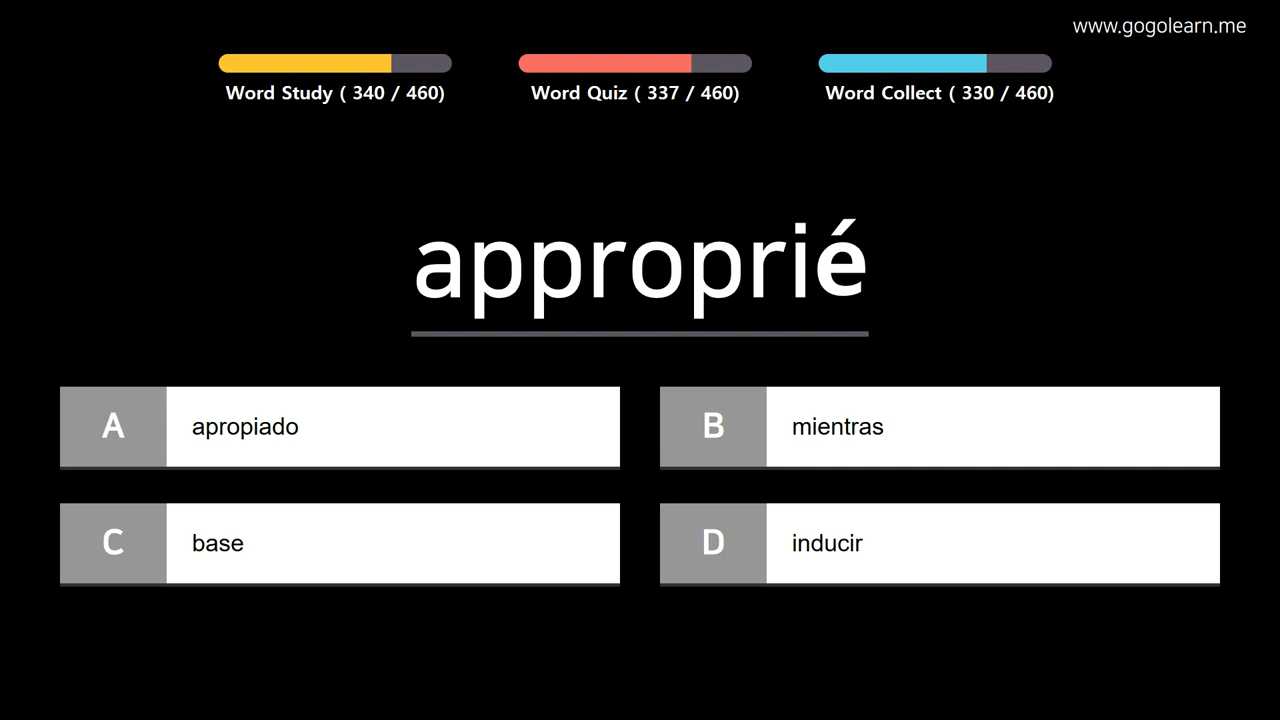 www.gogolearn.me
Word Study ( 340 / 460)
Word Quiz ( 337 / 460)
Word Collect ( 330 / 460)
approprié
A apropiado
B mientras
C base
D inducir